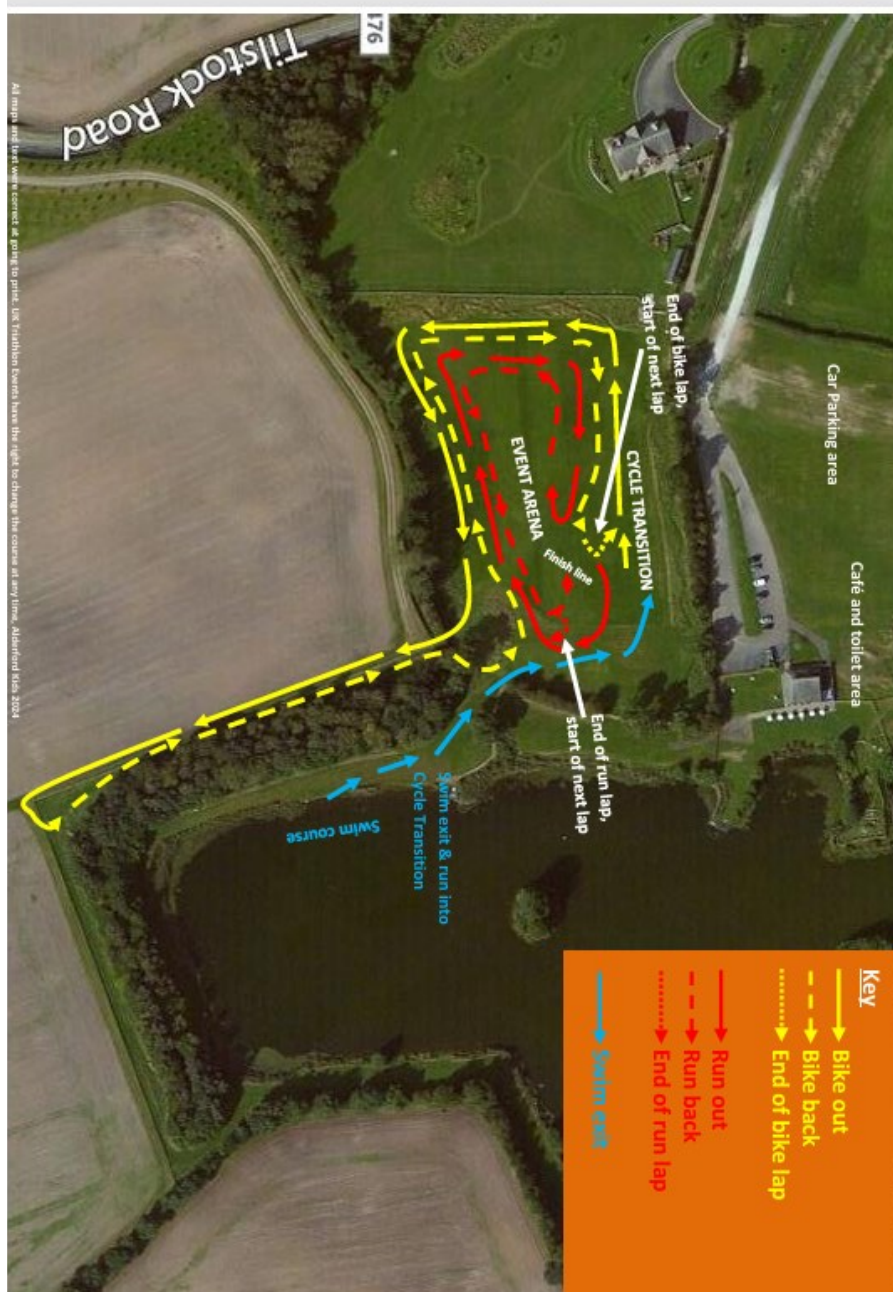 Key
Bike out
Bike back
End of bike lap
Run out
Run back
End of run lap
Swim exit
Car Parking area
Café and toilet area
End of bike lap,
start of next lap
CYCLE TRANSITION
EVENT ARENA
Finish line
End of run lap,
start of next lap
Swim exit & run into
Cycle Transition
Swim course
Tilstock Road
All maps and text were correct at going to print. UK Triathlon Events have the right to change the course at any time, Alderford Kids 2024